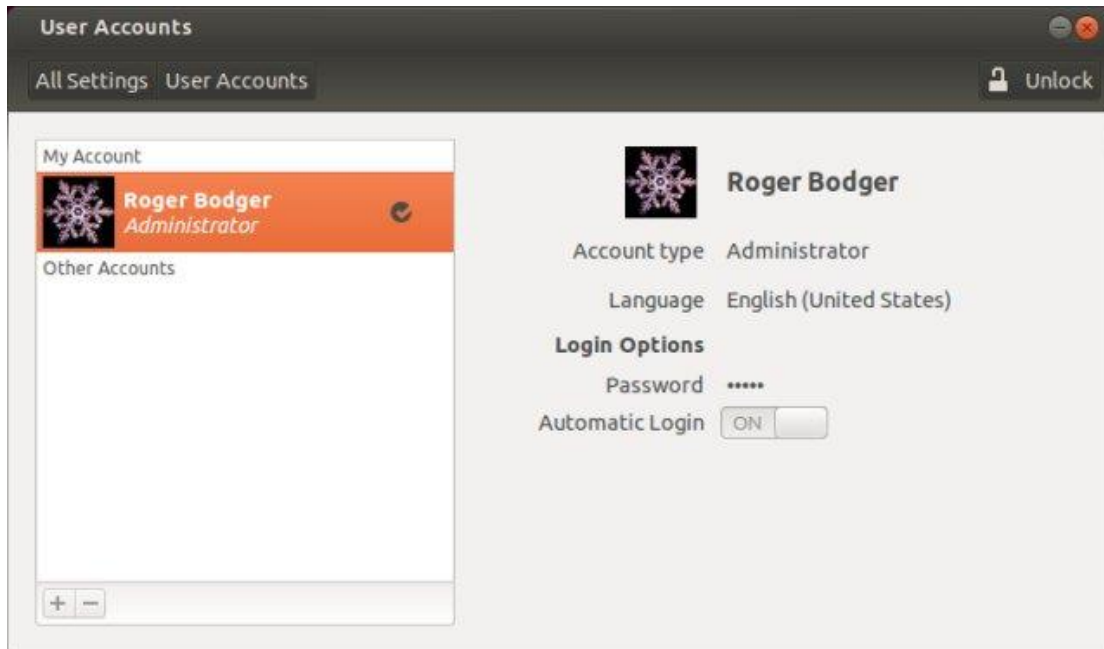 User Accounts
All Settings User Accounts
Unlock
My Account
Roger Bodger
Administrator
Other Accounts
Roger Bodger
Account type Administrator
Language English (United States)
Login Options
Password •••••
Automatic Login ON